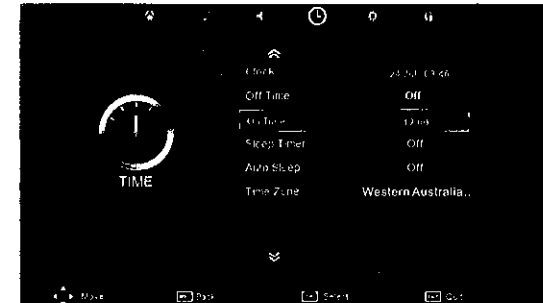 Clock
Off Time Off
On Time
Sleep Timer Off
Auto Sleep Off
TIME
Time Zone Western Australia..
Move Back Select Quit